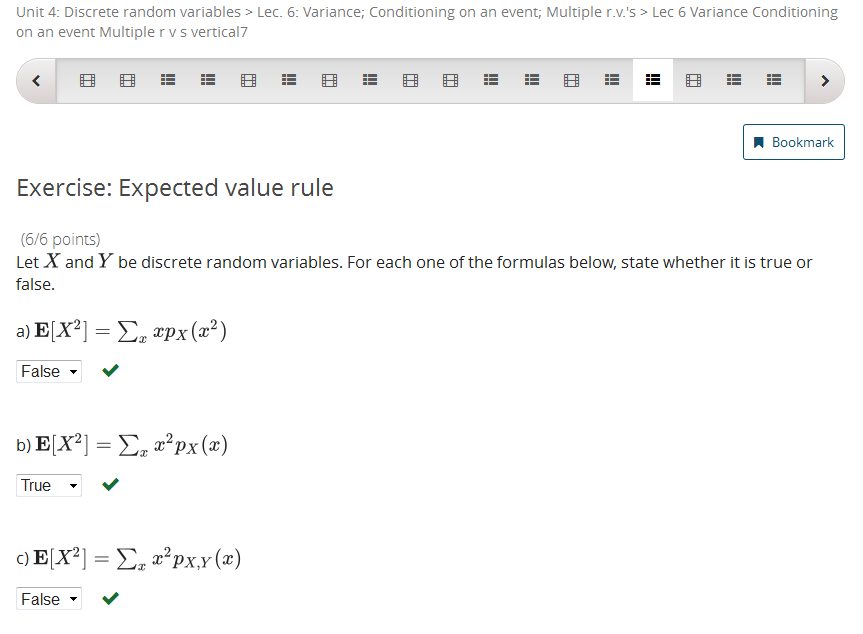 Unit 4: Discrete random variables > Lec. 6: Variance; Conditioning on an event; Multiple r.v.'s > Lec 6 Variance Conditioning
on an event Multiple r v s vertical7
Bookmark
Exercise: Expected value rule
(6/6 points)
Let X and Y be discrete random variables. For each one of the formulas below, state whether it is true or
false.
a) E[X²] = ∑ₓ xp_X(x²)
False
b) E[X²] = ∑ₓ x²p_X(x)
True
c) E[X²] = ∑ₓ x²p_{X,Y}(x)
False